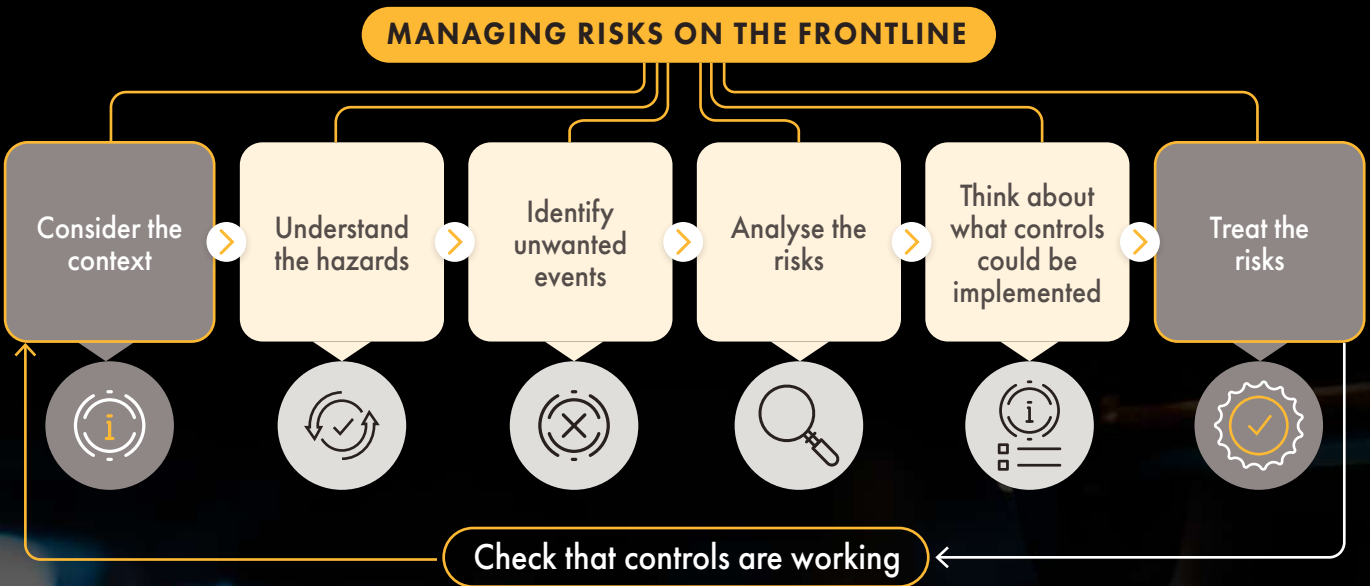 MANAGING RISKS ON THE FRONTLINE
Consider the
context
Understand
the hazards
Identify
unwanted
events
Analyse the
risks
Think about
what controls
could be
implemented
Treat the
risks
i
i
Check that controls are working